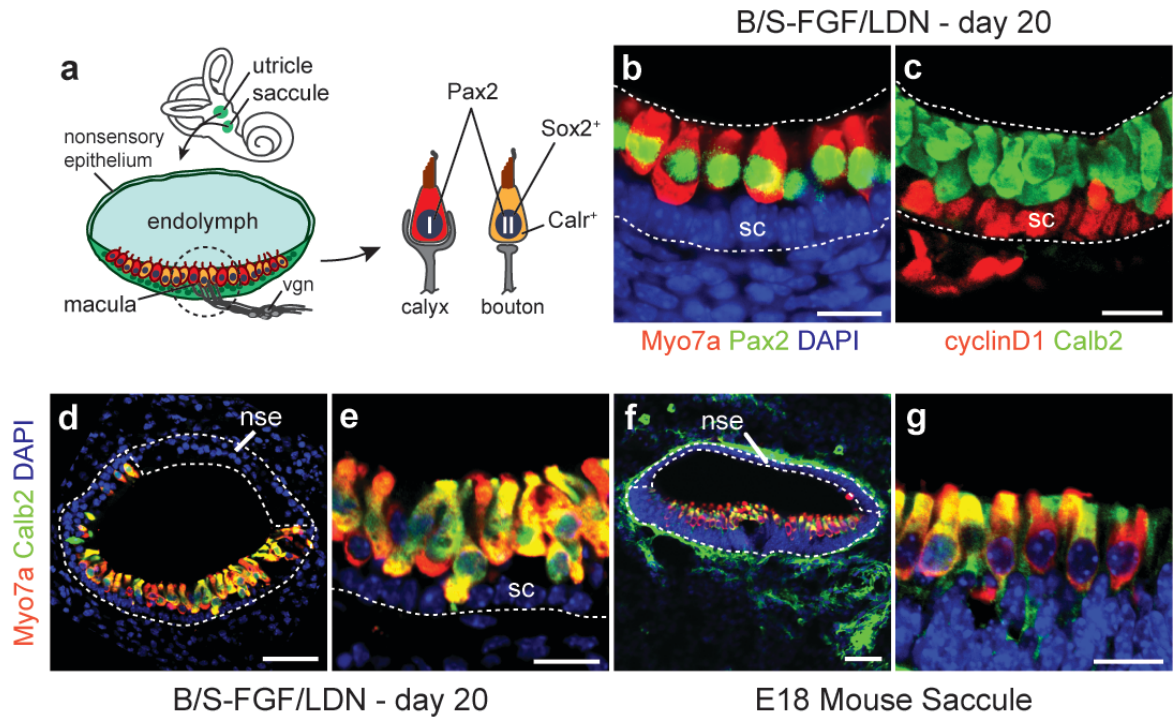 B/S-FGF/LDN - day 20
a
utricle
saccule
nonsensory
epithelium
endolymph
macula
vgn
Pax2
Sox2⁺
Calr⁺
I
II
calyx
bouton
b
sc
Myo7a Pax2 DAPI
c
sc
cyclinD1 Calb2
Myo7a Calb2 DAPI
d
nse
e
sc
f
nse
g
B/S-FGF/LDN - day 20
E18 Mouse Saccule